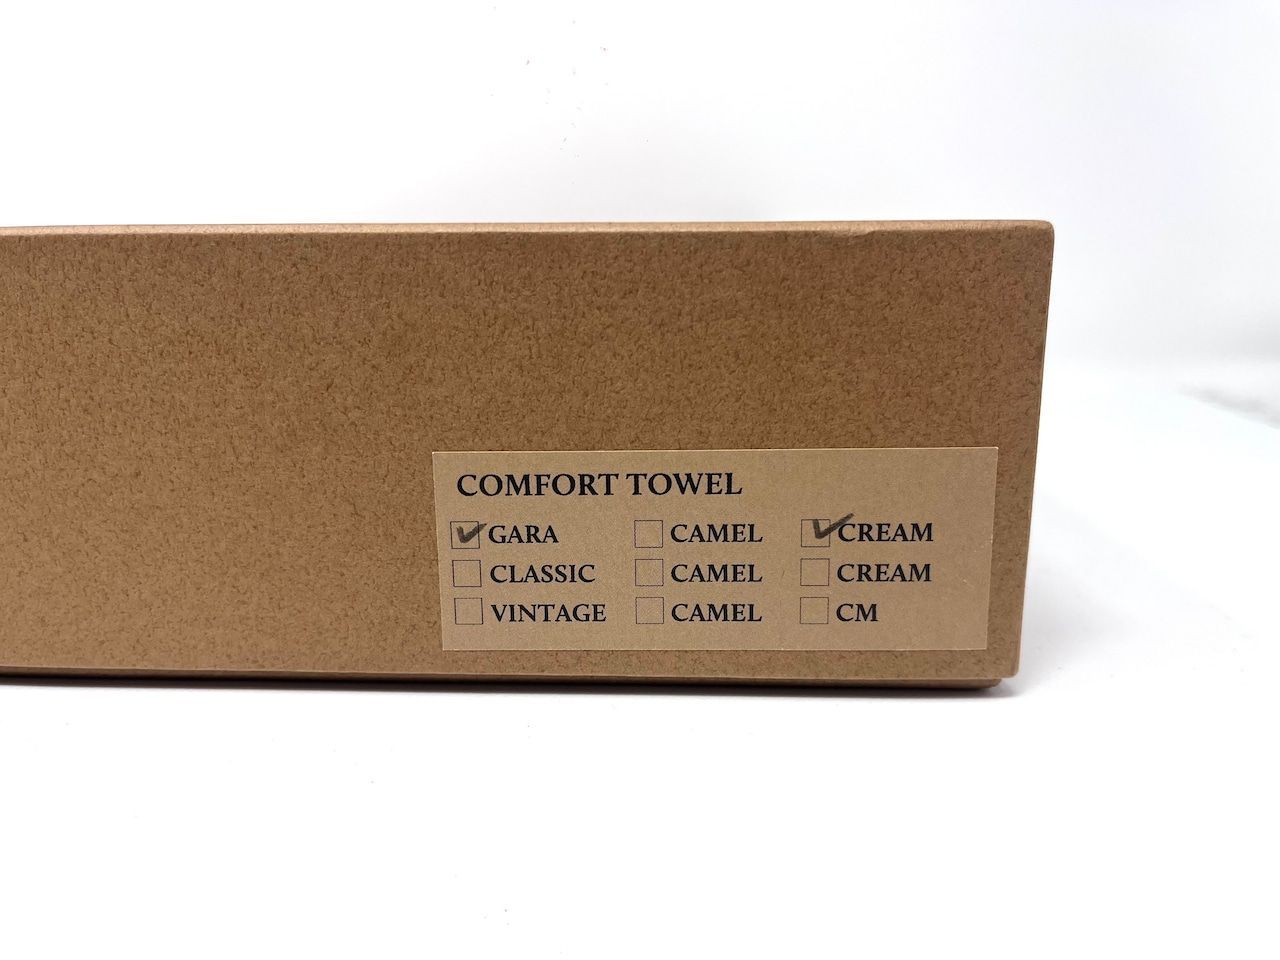 COMFORT TOWEL
GARA CAMEL CREAM
CLASSIC CAMEL CREAM
VINTAGE CAMEL CM